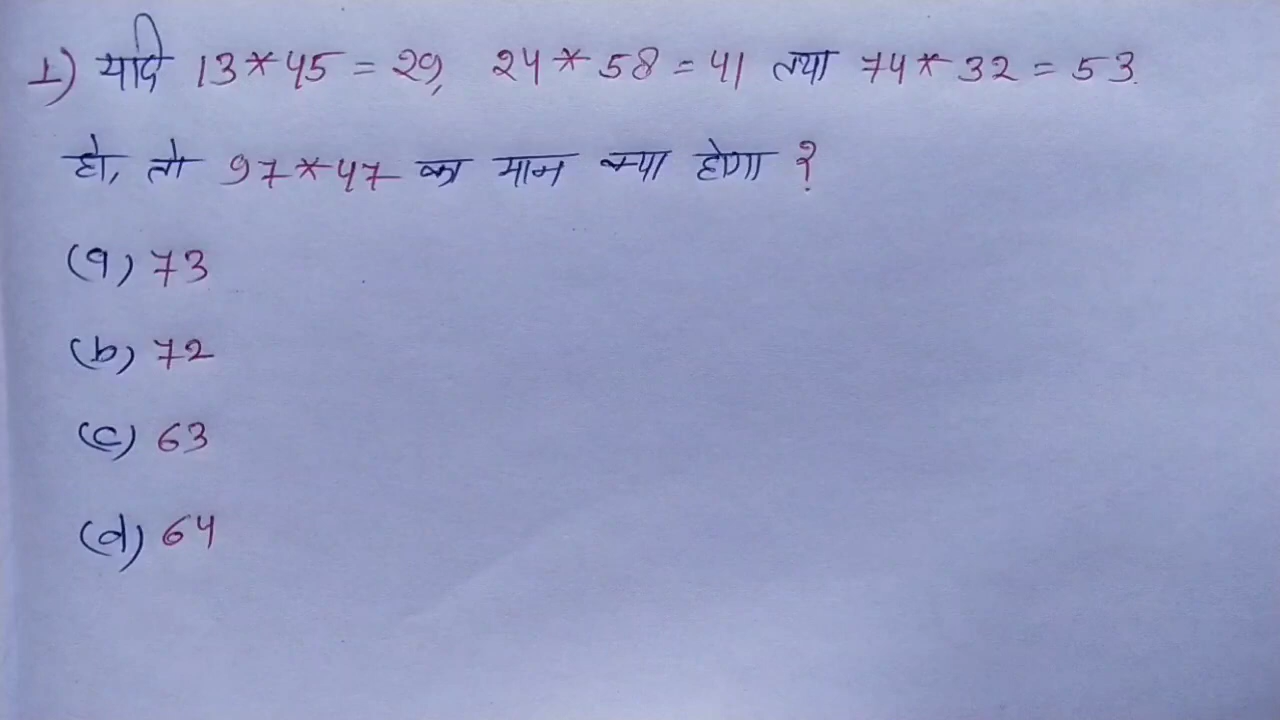 1) यदि 13*45 = 29, 24*58 = 41 तथा 74*32 = 53.
हो, तो 97*47 का मान क्या होगा ?
(a) 73
(b) 72
(c) 63
(d) 64